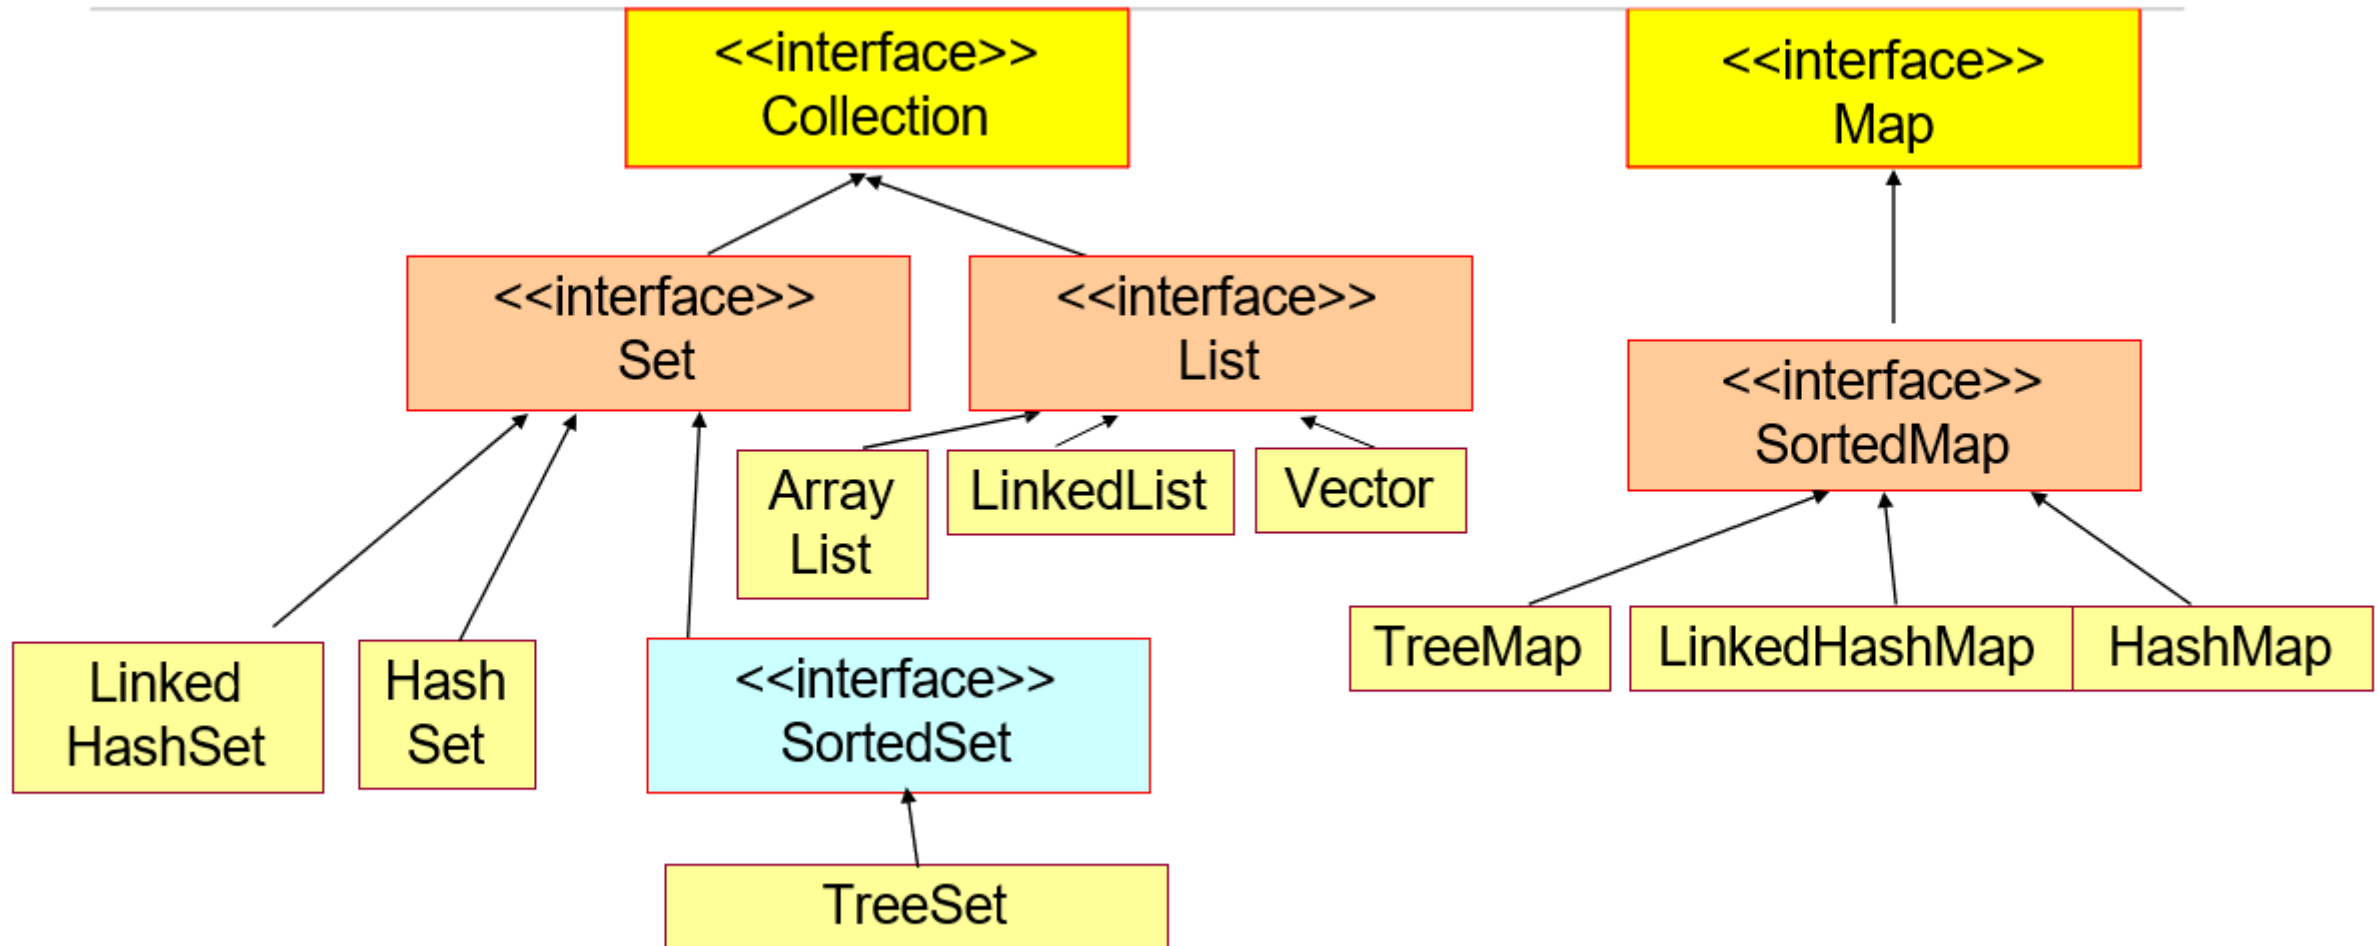 <<interface>>
Collection
<<interface>>
Map
<<interface>>
Set
<<interface>>
List
<<interface>>
SortedMap
Array
List
LinkedList
Vector
TreeMap
LinkedHashMap
HashMap
Linked
HashSet
Hash
Set
<<interface>>
SortedSet
TreeSet